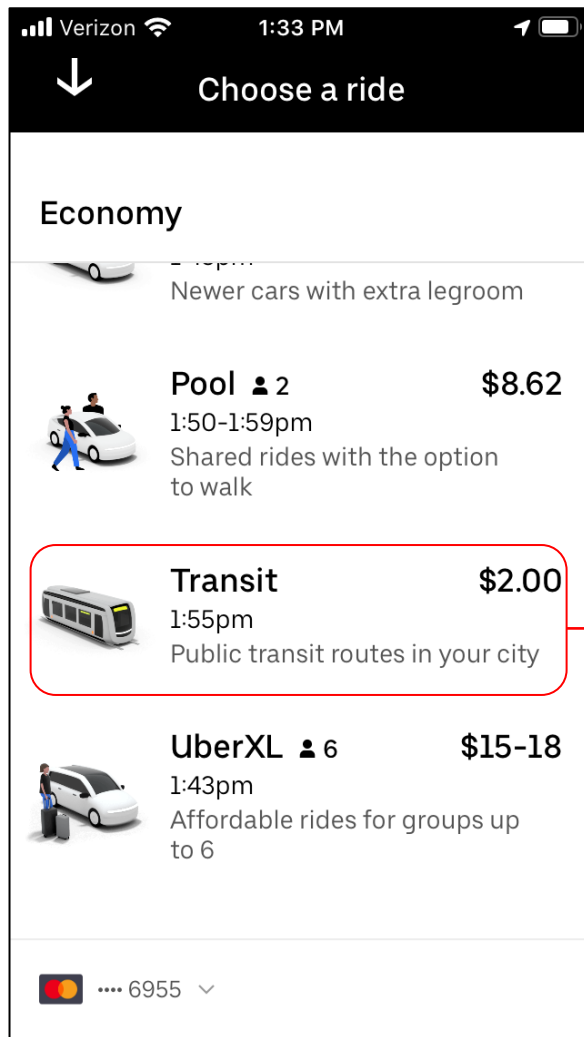 Verizon 1:33 PM
Choose a ride
Economy
Newer cars with extra legroom
Pool 2 $8.62
1:50-1:59pm
Shared rides with the option
to walk
Transit $2.00
1:55pm
Public transit routes in your city
UberXL 6 $15-18
1:43pm
Affordable rides for groups up
to 6
•••• 6955